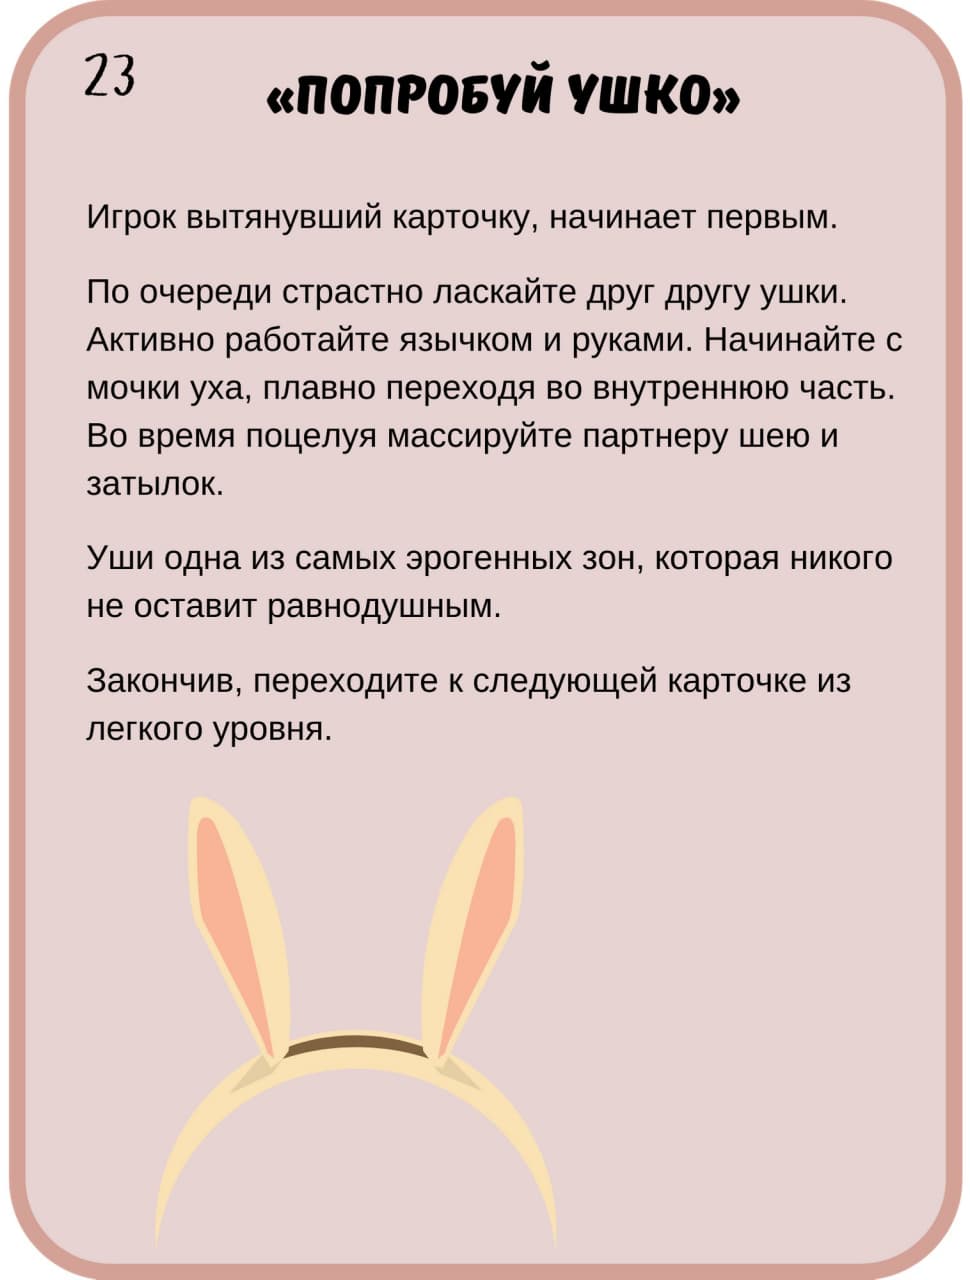 23
«ПОПРОБУЙ УШКО»
Игрок вытянувший карточку, начинает первым.
По очереди страстно ласкайте друг другу ушки.
Активно работайте язычком и руками. Начинайте с
мочки уха, плавно переходя во внутреннюю часть.
Во время поцелуя массируйте партнеру шею и
затылок.
Уши одна из самых эрогенных зон, которая никого
не оставит равнодушным.
Закончив, переходите к следующей карточке из
легкого уровня.